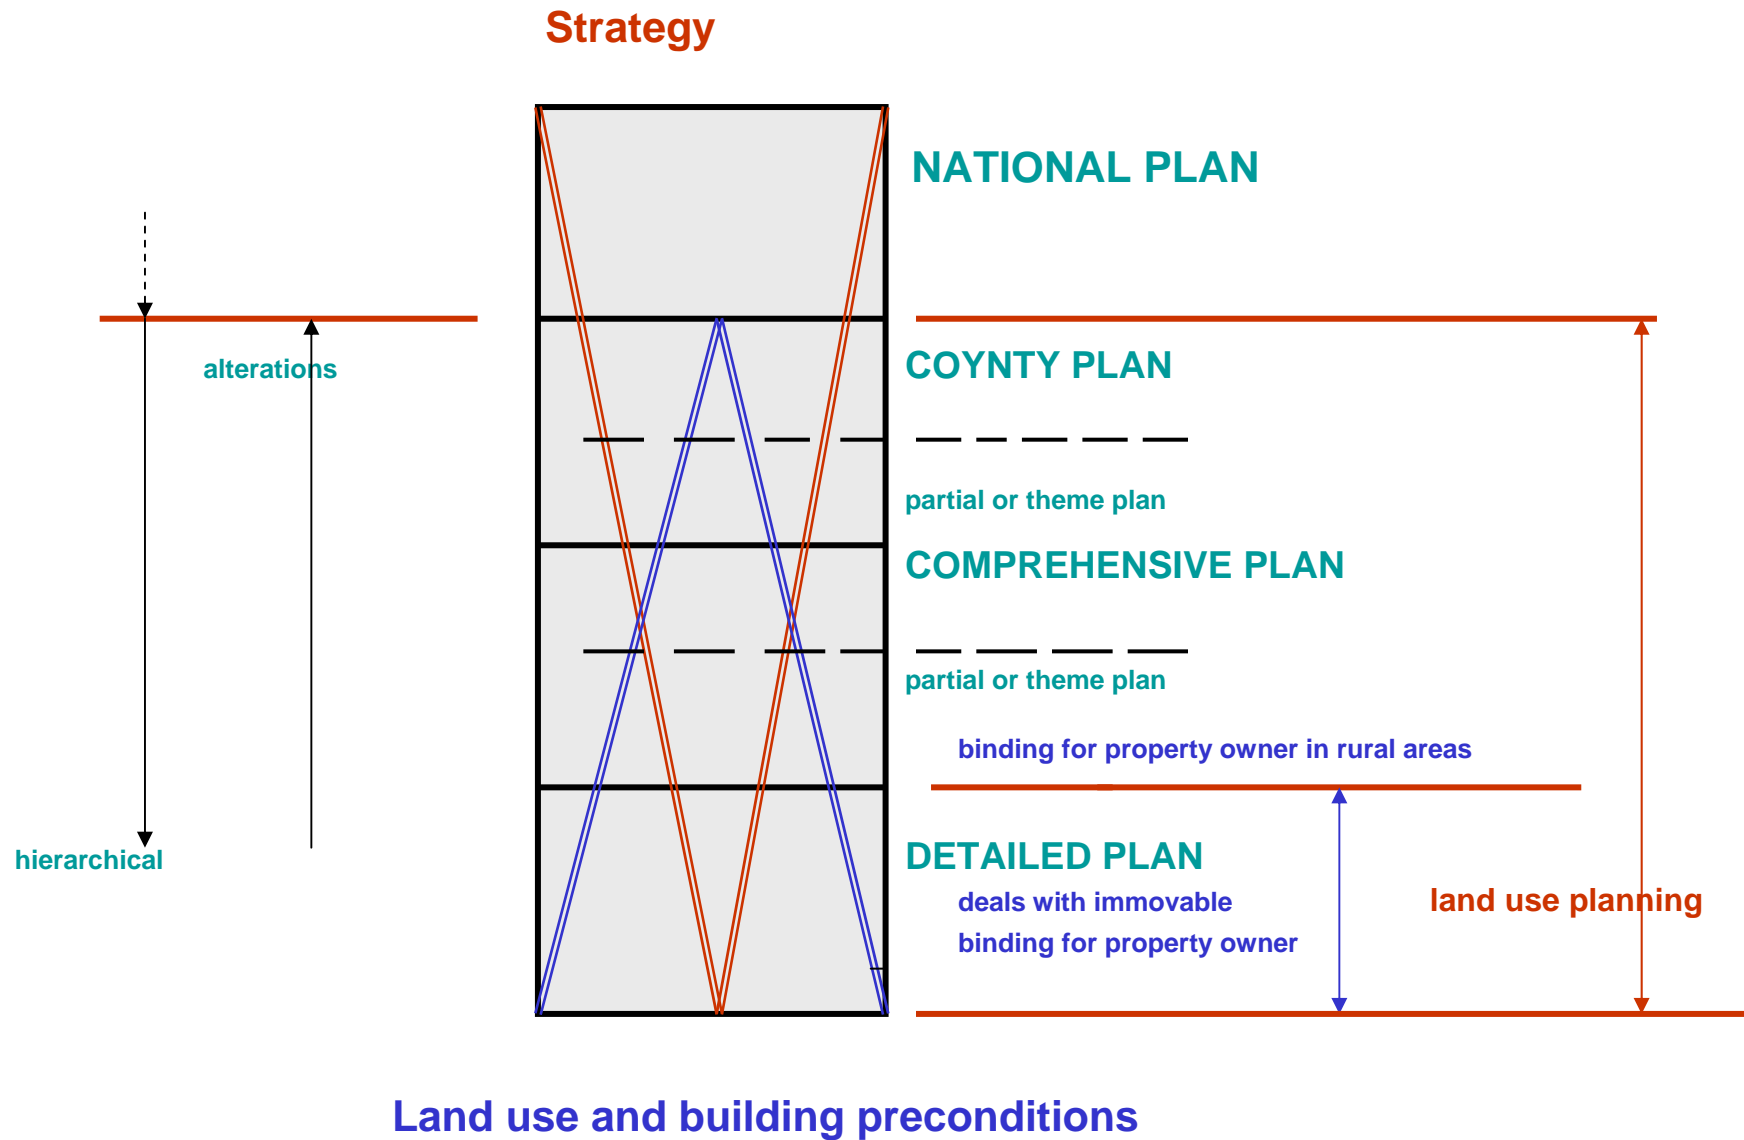 Strategy
NATIONAL PLAN
alterations
COYNTY PLAN
partial or theme plan
COMPREHENSIVE PLAN
partial or theme plan
binding for property owner in rural areas
hierarchical
DETAILED PLAN
deals with immovable
land use planning
binding for property owner
Land use and building preconditions